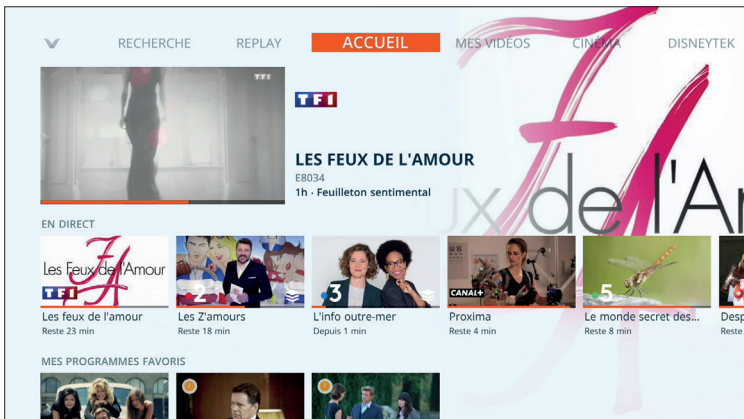 RECHERCHE REPLAY ACCUEIL MES VIDÉOS CINÉMA DISNEYTEK
TF1
TF1
LES FEUX DE L'AMOUR
E8034
1h · Feuilleton sentimental
de l'A
EN DIRECT
Les Feux de l'Amour
TF1
2
3
CANAL+
5
Les feux de l'amour Les Z'amours L'info outre-mer Proxima Le monde secret des...
Reste 23 min Reste 18 min Depuis 1 min Reste 4 min Reste 8 min Reste
MES PROGRAMMES FAVORIS